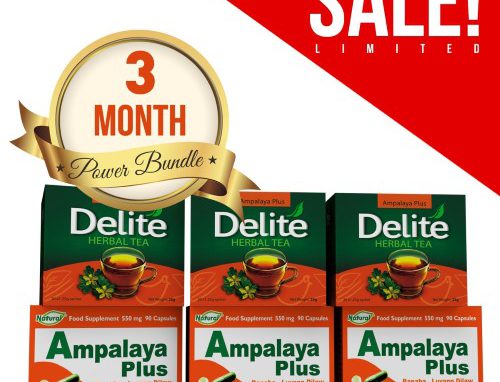 SALE!
LIMITED
3
MONTH
Power Bundle
Ampalaya Plus
Ampalaya Plus
Delite
HERBAL TEA
Delite
HERBAL TEA
Delite
HERBAL TEA
Natural
Food Supplement 550 mg 90 Capsules
Ampalaya
Plus
Natural
Food Supplement 550 mg 90 Capsules
Ampalaya
Plus
Natural
Food Supplement 550 mg 90 Capsules
Ampalaya
Plus